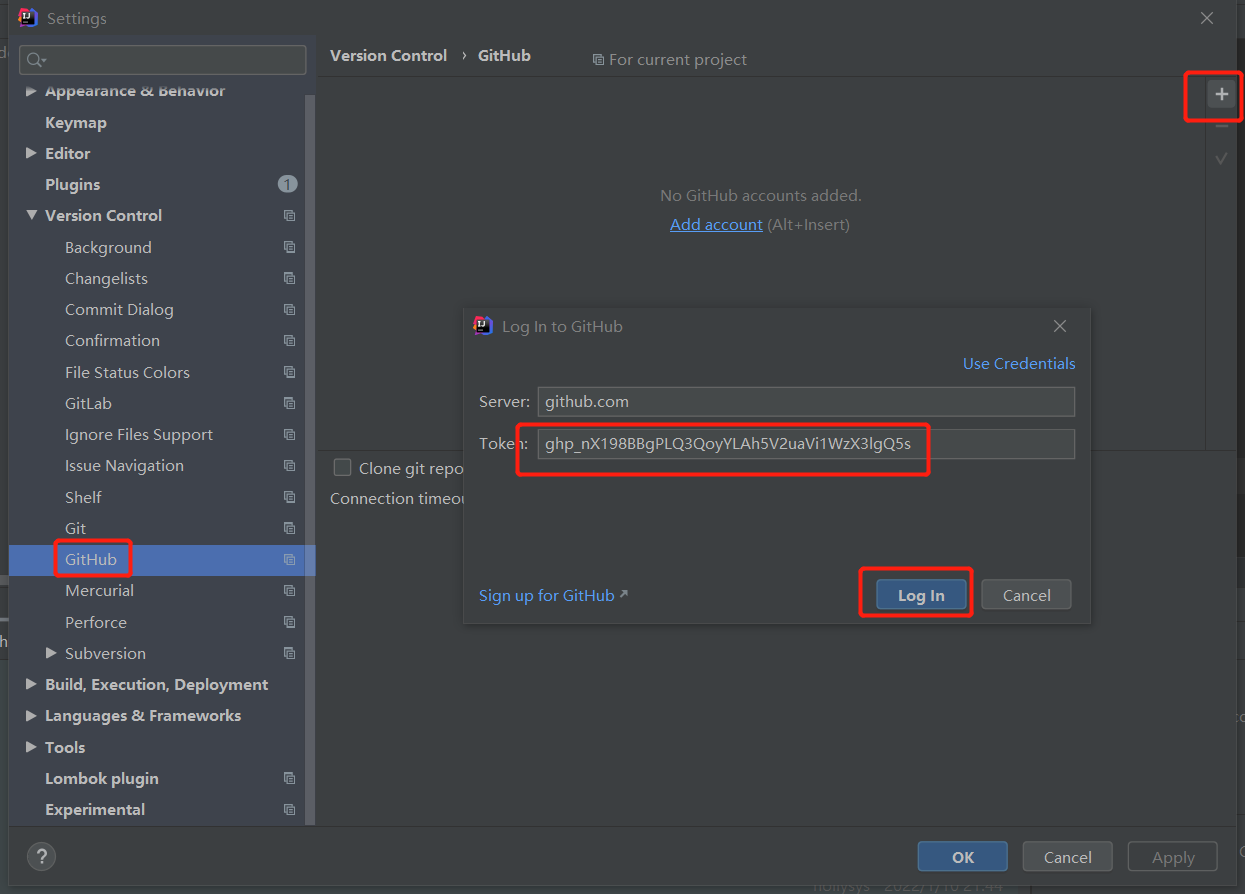 Settings
Version Control › GitHub
For current project
Appearance & Behavior
Keymap
Editor
Plugins 1
Version Control
Background
Changelists
Commit Dialog
Confirmation
File Status Colors
GitLab
Ignore Files Support
Issue Navigation
Shelf
Git
GitHub
Mercurial
Perforce
Subversion
Build, Execution, Deployment
Languages & Frameworks
Tools
Lombok plugin
Experimental
No GitHub accounts added.
Add account (Alt+Insert)
Clone git repo
Connection timeou
Log In to GitHub
Use Credentials
Server: github.com
Token: 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
Sign up for GitHub
Log In
Cancel
?
OK
Cancel
Apply